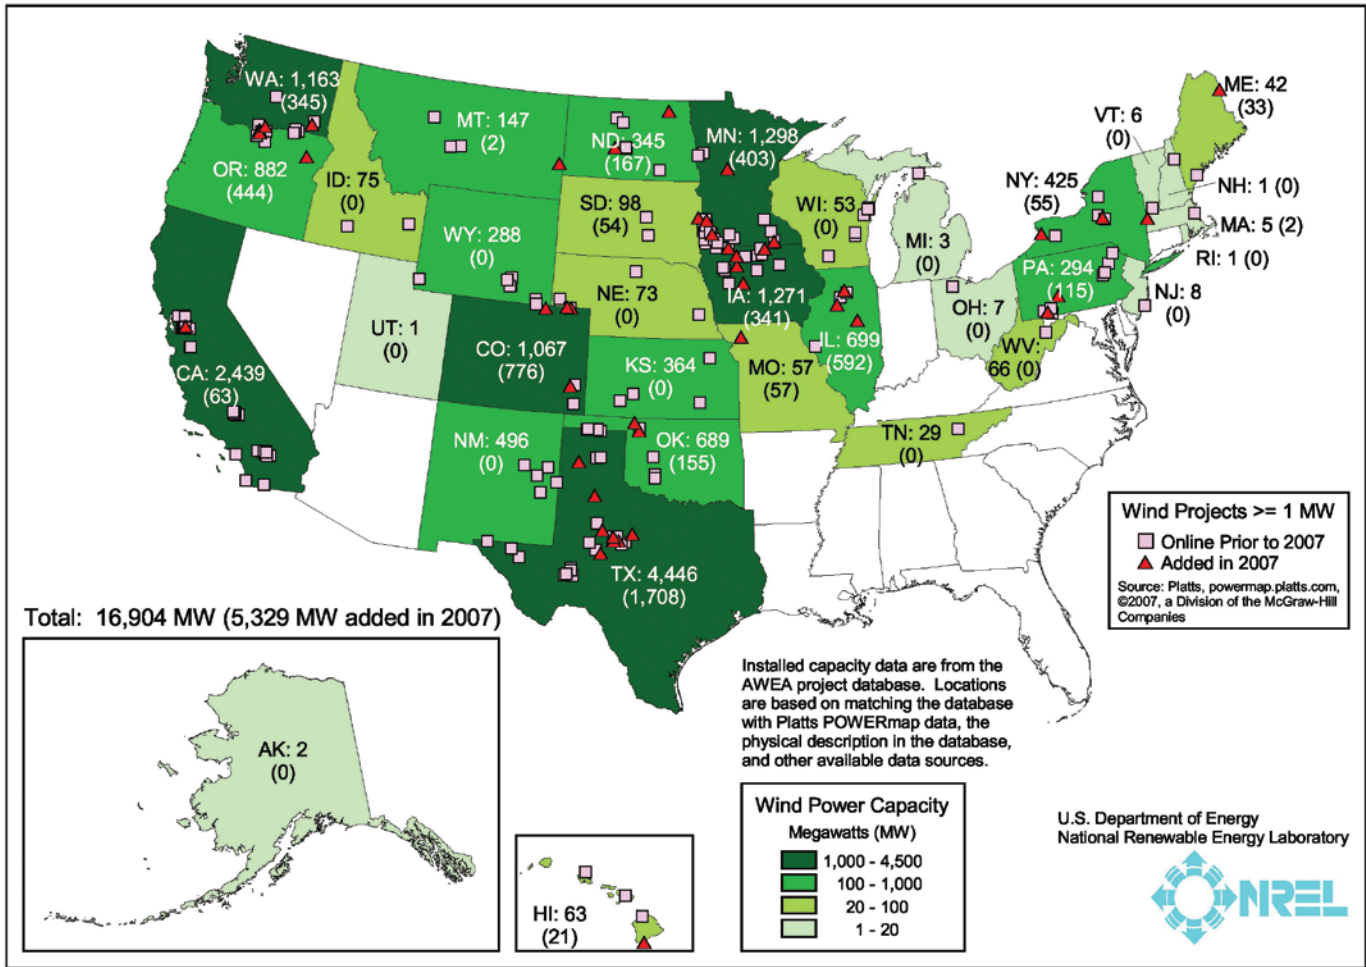 WA: 1,163
(345)
MT: 147
(2)
ND: 345
(167)
MN: 1,298
(403)
VT: 6
(0)
ME: 42
(33)
OR: 882
(444)
ID: 75
(0)
SD: 98
(54)
WI: 53
(0)
NY: 425
(55)
NH: 1 (0)
MA: 5 (2)
RI: 1 (0)
WY: 288
(0)
MI: 3
(0)
PA: 294
(115)
NJ: 8
(0)
NE: 73
(0)
IA: 1,271
(341)
OH: 7
(0)
UT: 1
(0)
CO: 1,067
(776)
IL: 699
(592)
WV:
66 (0)
CA: 2,439
(63)
KS: 364
(0)
MO: 57
(57)
NM: 496
(0)
OK: 689
(155)
TN: 29
(0)
TX: 4,446
(1,708)
Wind Projects >= 1 MW
Online Prior to 2007
Added in 2007
Source: Platts, powermap.platts.com,
©2007, a Division of the McGraw-Hill
Companies
Total: 16,904 MW (5,329 MW added in 2007)
AK: 2
(0)
HI: 63
(21)
Installed capacity data are from the
AWEA project database. Locations
are based on matching the database
with Platts POWERmap data, the
physical description in the database,
and other available data sources.
Wind Power Capacity
Megawatts (MW)
1,000 - 4,500
100 - 1,000
20 - 100
1 - 20
U.S. Department of Energy
National Renewable Energy Laboratory
NREL